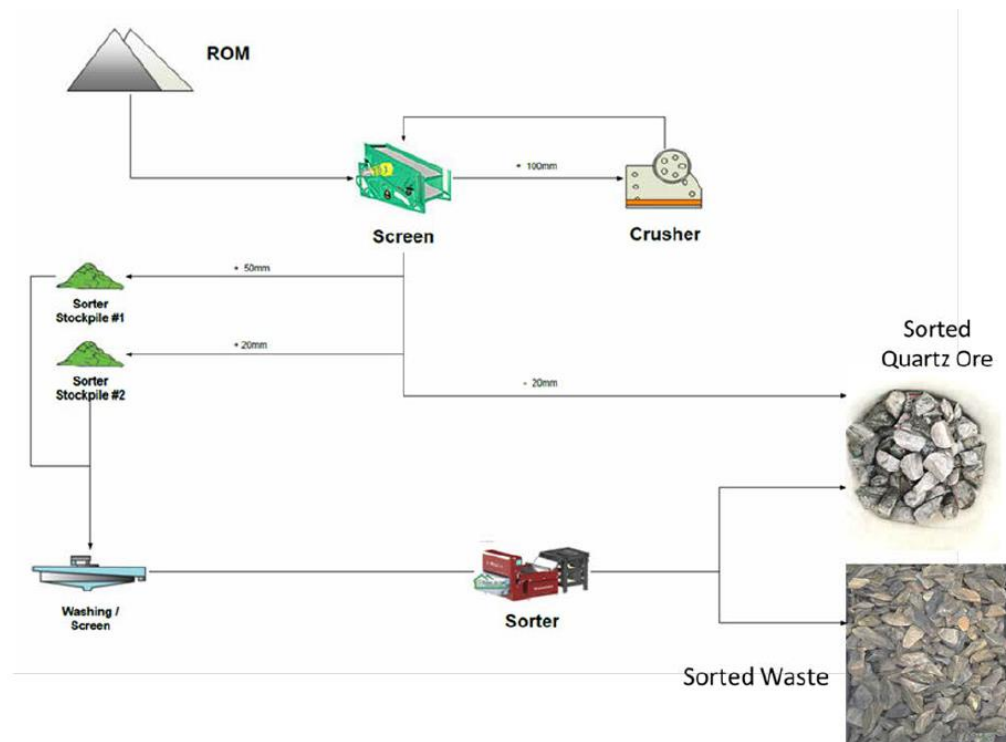 ROM
+ 100mm
Screen
Crusher
+ 50mm
Sorter
Stockpile #1
+ 20mm
Sorter
Stockpile #2
- 20mm
Sorted
Quartz Ore
Washing /
Screen
Sorter
Sorted Waste